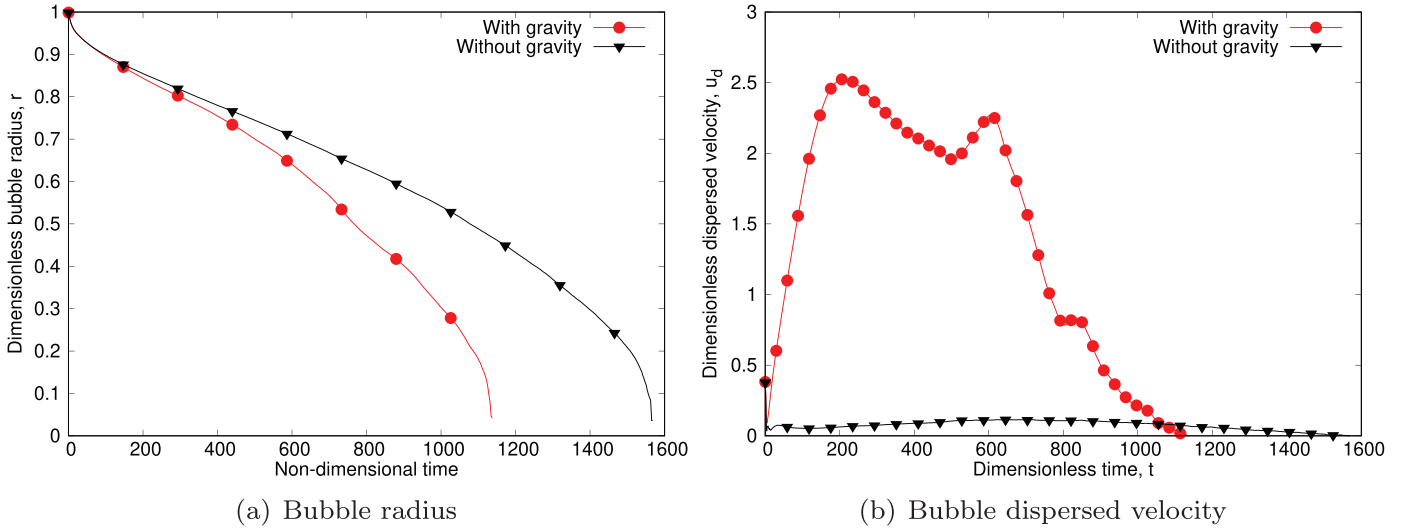 With gravity
Without gravity
Dimensionless bubble radius, r
1
0.9
0.8
0.7
0.6
0.5
0.4
0.3
0.2
0.1
0
0 200 400 600 800 1000 1200 1400 1600
Non-dimensional time
(a) Bubble radius
With gravity
Without gravity
Dimensionless dispersed velocity, u_d
3
2.5
2
1.5
1
0.5
0
0 200 400 600 800 1000 1200 1400 1600
Dimensionless time, t
(b) Bubble dispersed velocity